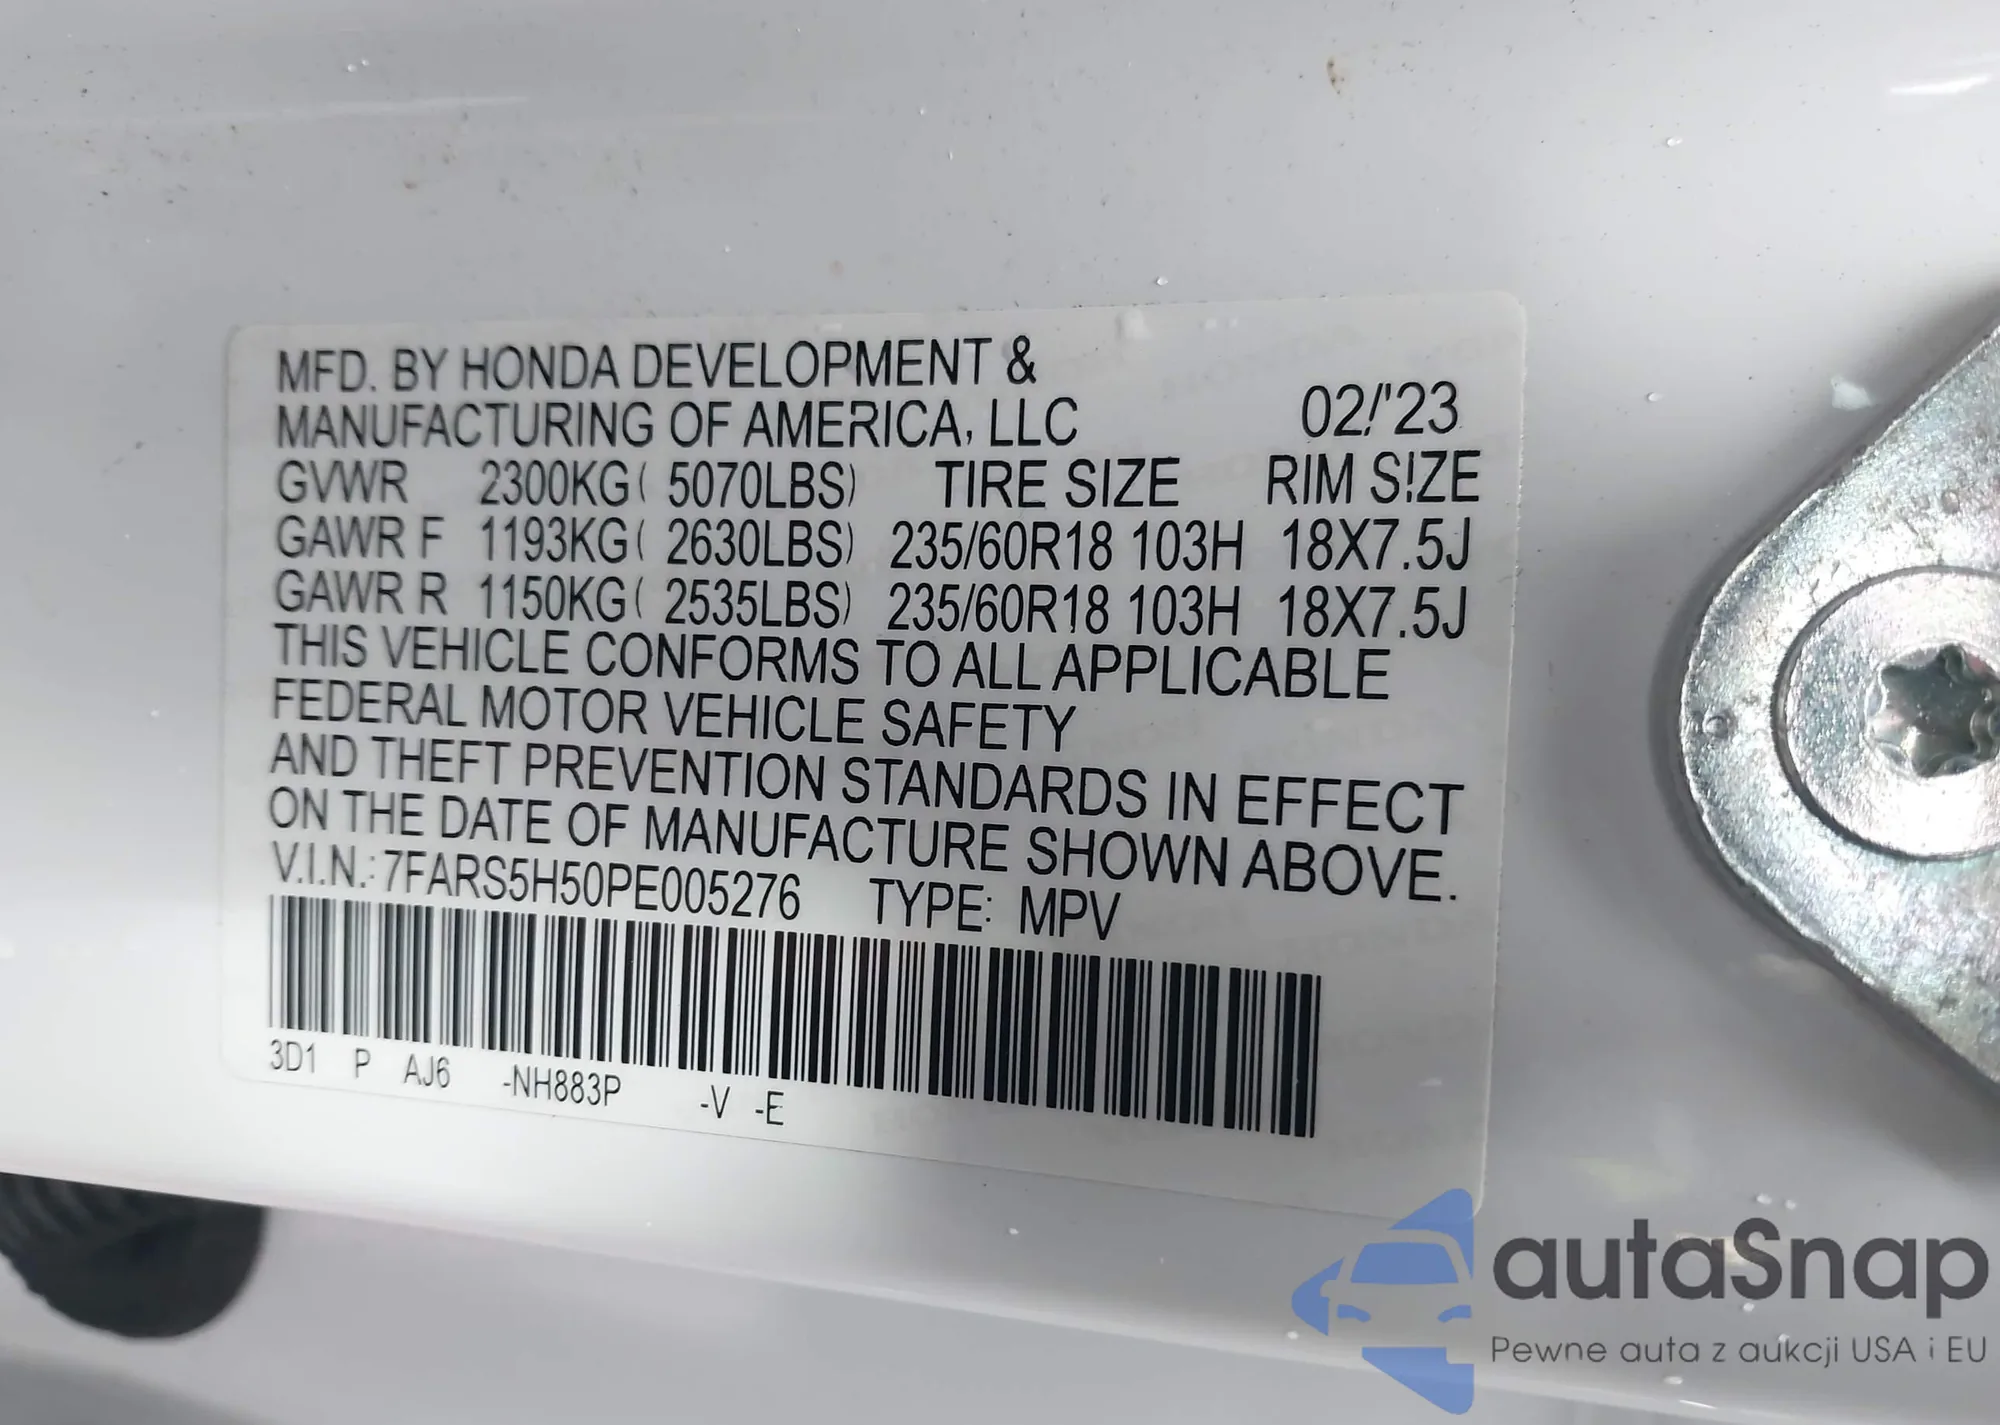 MFD. BY HONDA DEVELOPMENT &
MANUFACTURING OF AMERICA, LLC 02/'23
GVWR 2300KG( 5070LBS) TIRE SIZE RIM SIZE
GAWR F 1193KG( 2630LBS) 235/60R18 103H 18X7.5J
GAWR R 1150KG( 2535LBS) 235/60R18 103H 18X7.5J
THIS VEHICLE CONFORMS TO ALL APPLICABLE
FEDERAL MOTOR VEHICLE SAFETY
AND THEFT PREVENTION STANDARDS IN EFFECT
ON THE DATE OF MANUFACTURE SHOWN ABOVE.
V.I.N.: 7FARS5H50PE005276 TYPE: MPV
3D1 P AJ6 -NH883P -V -E
autaSnap
Pewne auta z aukcji USA i EU